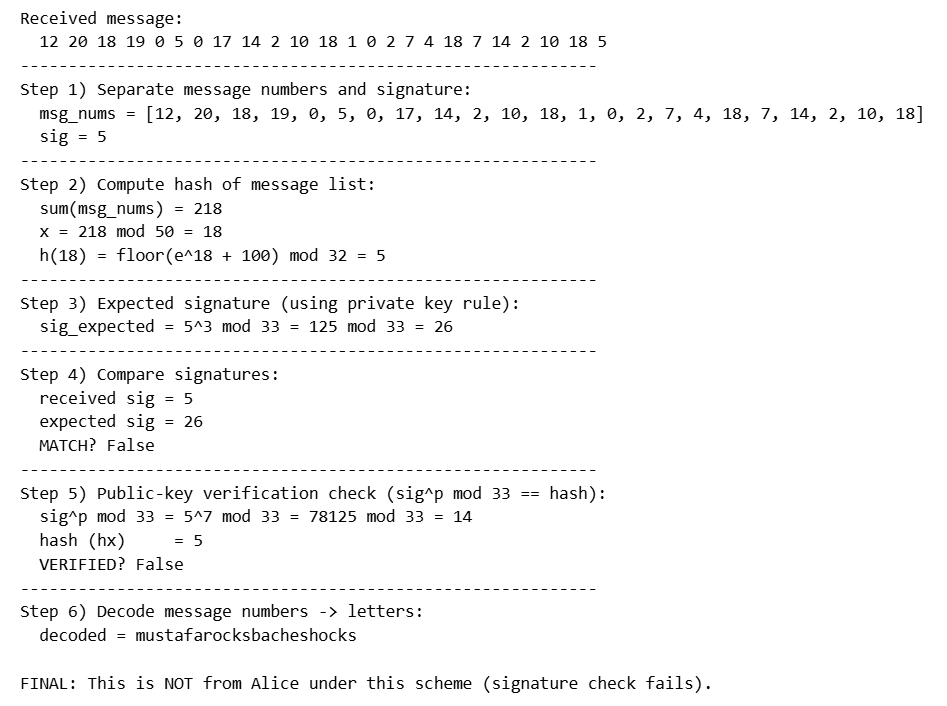 Received message:
12 20 18 19 0 5 0 17 14 2 10 18 1 0 2 7 4 18 7 14 2 10 18 5
--------------------------------------------------------------
Step 1) Separate message numbers and signature:
msg_nums = [12, 20, 18, 19, 0, 5, 0, 17, 14, 2, 10, 18, 1, 0, 2, 7, 4, 18, 7, 14, 2, 10, 18]
sig = 5
--------------------------------------------------------------
Step 2) Compute hash of message list:
sum(msg_nums) = 218
x = 218 mod 50 = 18
h(18) = floor(e^18 + 100) mod 32 = 5
--------------------------------------------------------------
Step 3) Expected signature (using private key rule):
sig_expected = 5^3 mod 33 = 125 mod 33 = 26
--------------------------------------------------------------
Step 4) Compare signatures:
received sig = 5
expected sig = 26
MATCH? False
--------------------------------------------------------------
Step 5) Public-key verification check (sig^p mod 33 == hash):
sig^p mod 33 = 5^7 mod 33 = 78125 mod 33 = 14
hash (hx)     = 5
VERIFIED? False
--------------------------------------------------------------
Step 6) Decode message numbers -> letters:
decoded = mustafarocksbacheshocks
FINAL: This is NOT from Alice under this scheme (signature check fails).